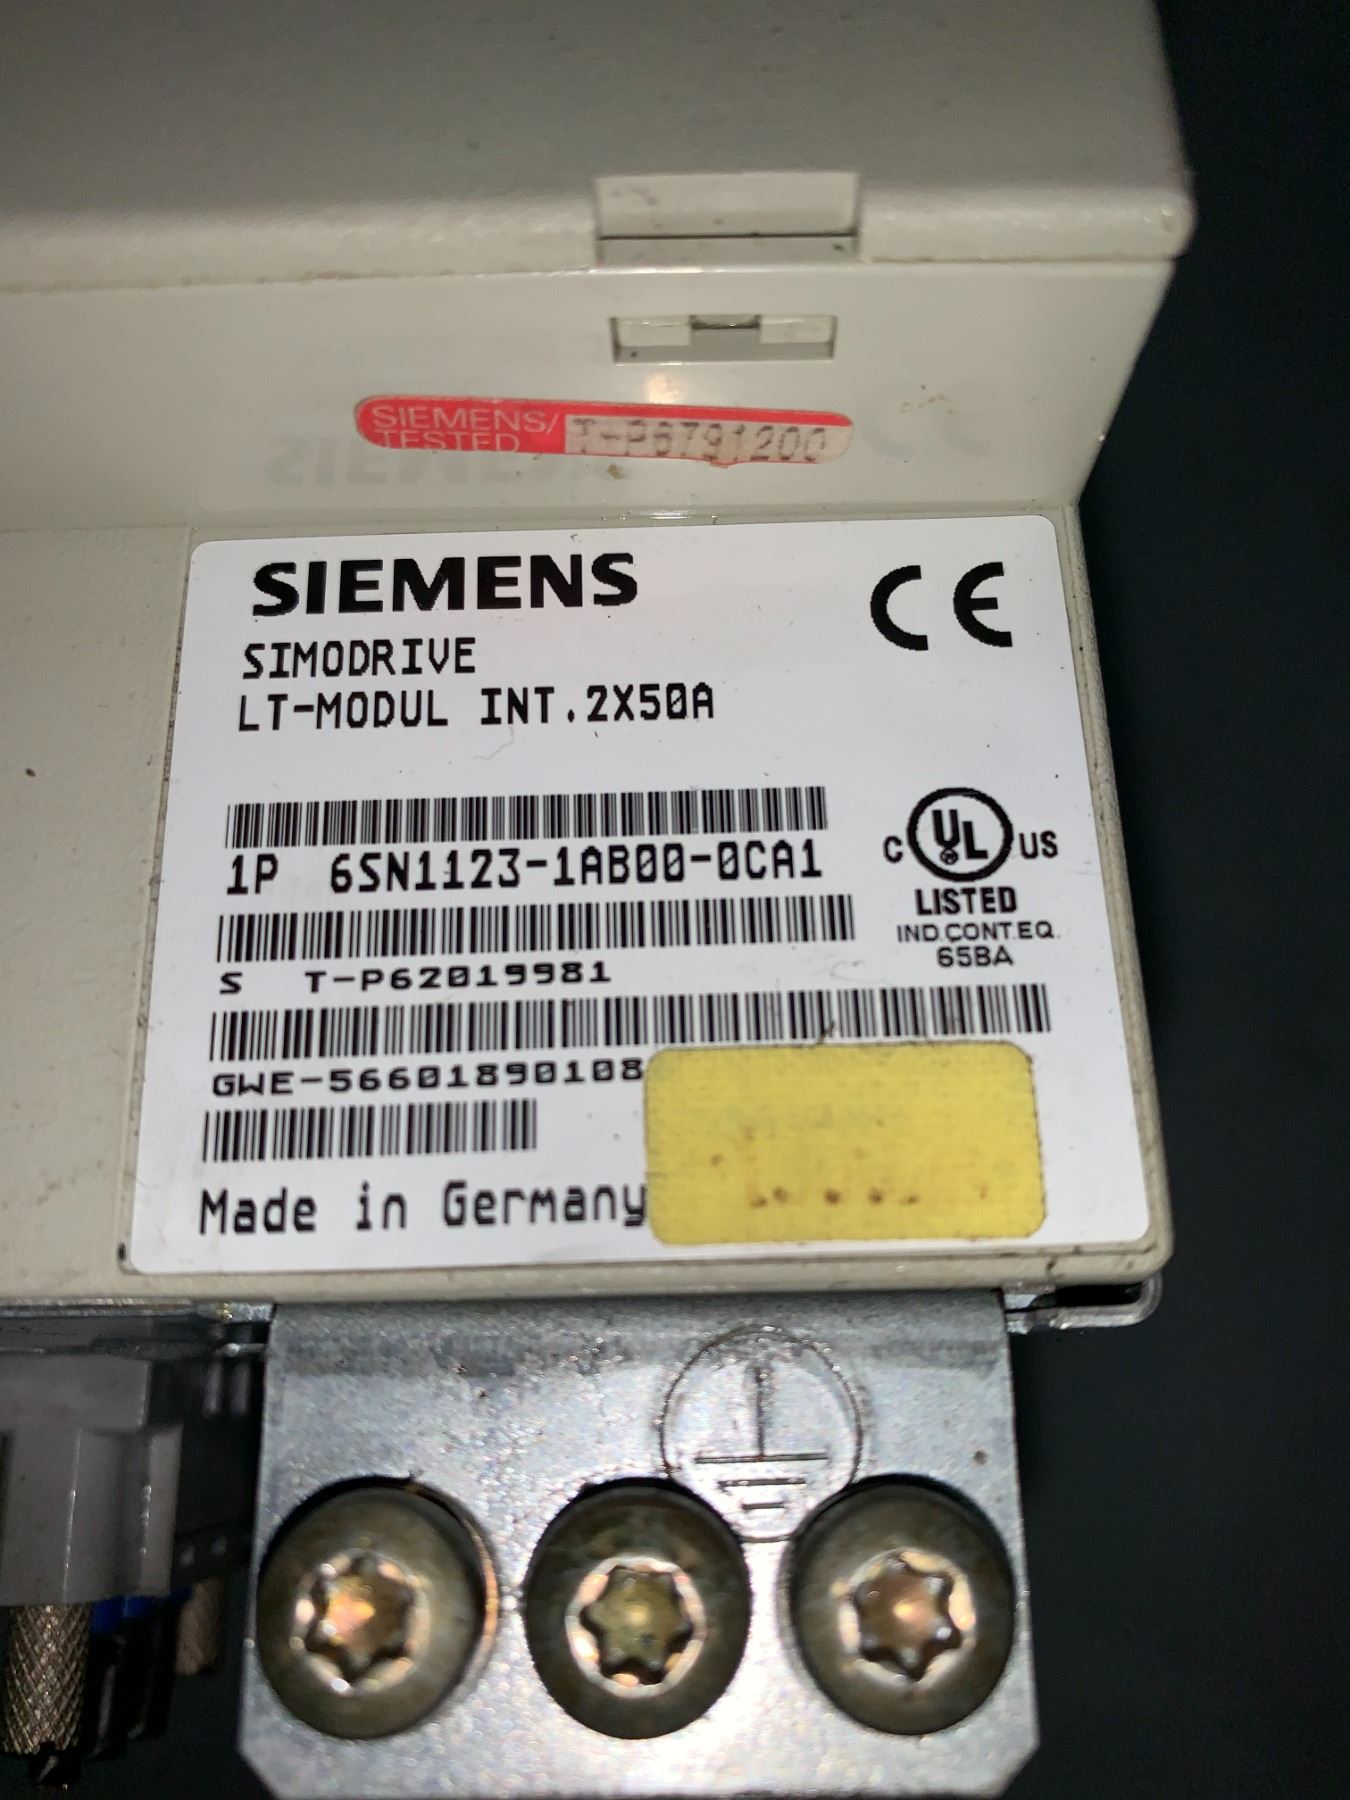 SIEMENS/ T-P6791200
TESTED
SIEMENS
CE
SIMODRIVE
LT-MODUL INT.2X50A
1P 6SN1123-1AB00-0CA1
C UL US
LISTED
IND.CONT.EQ.
65BA
S T-P62019981
GWE-56601890108
Made in Germany